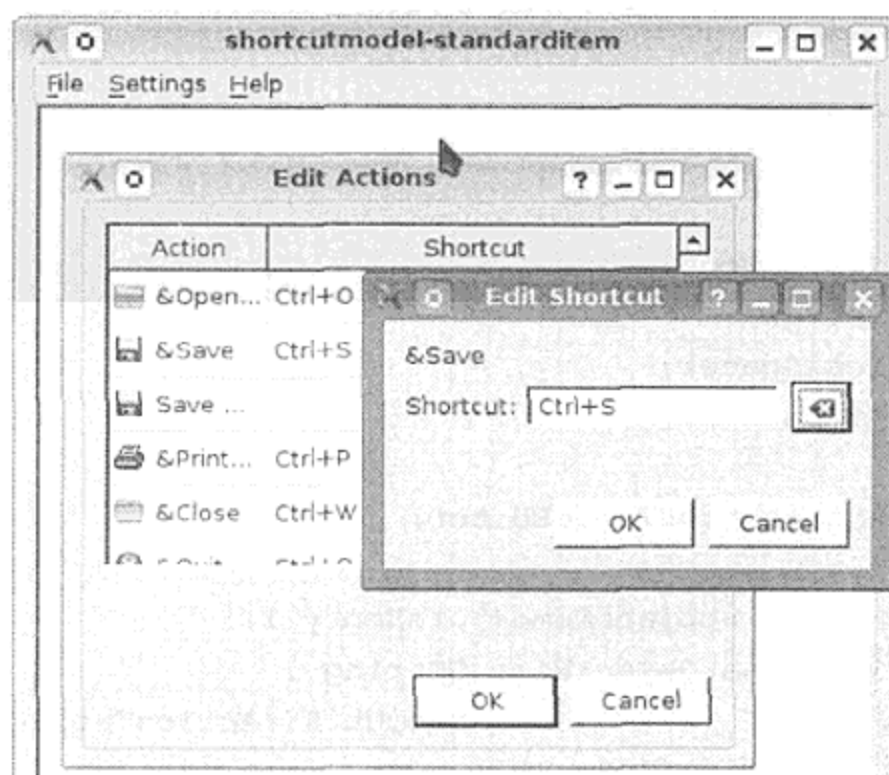 shortcutmodel-standarditem
File Settings Help
Edit Actions
Action Shortcut
&Open... Ctrl+O
&Save Ctrl+S
Save ...
&Print... Ctrl+P
&Close Ctrl+W
Edit Shortcut
&Save
Shortcut: Ctrl+S
OK Cancel
OK Cancel